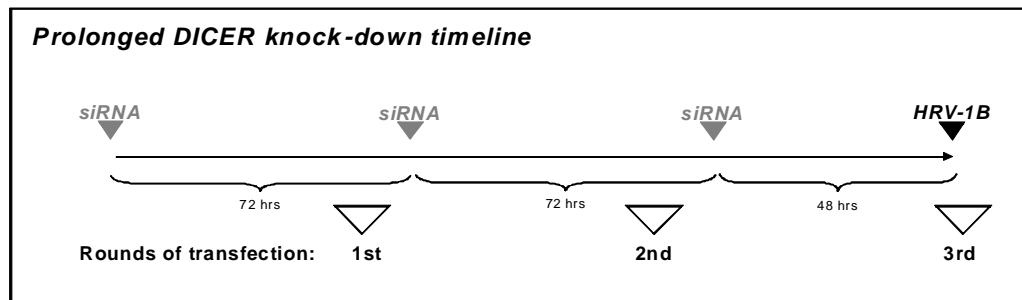 Prolonged DICER knock-down timeline
siRNA siRNA siRNA HRV-1B
72 hrs 72 hrs 48 hrs
Rounds of transfection: 1st 2nd 3rd